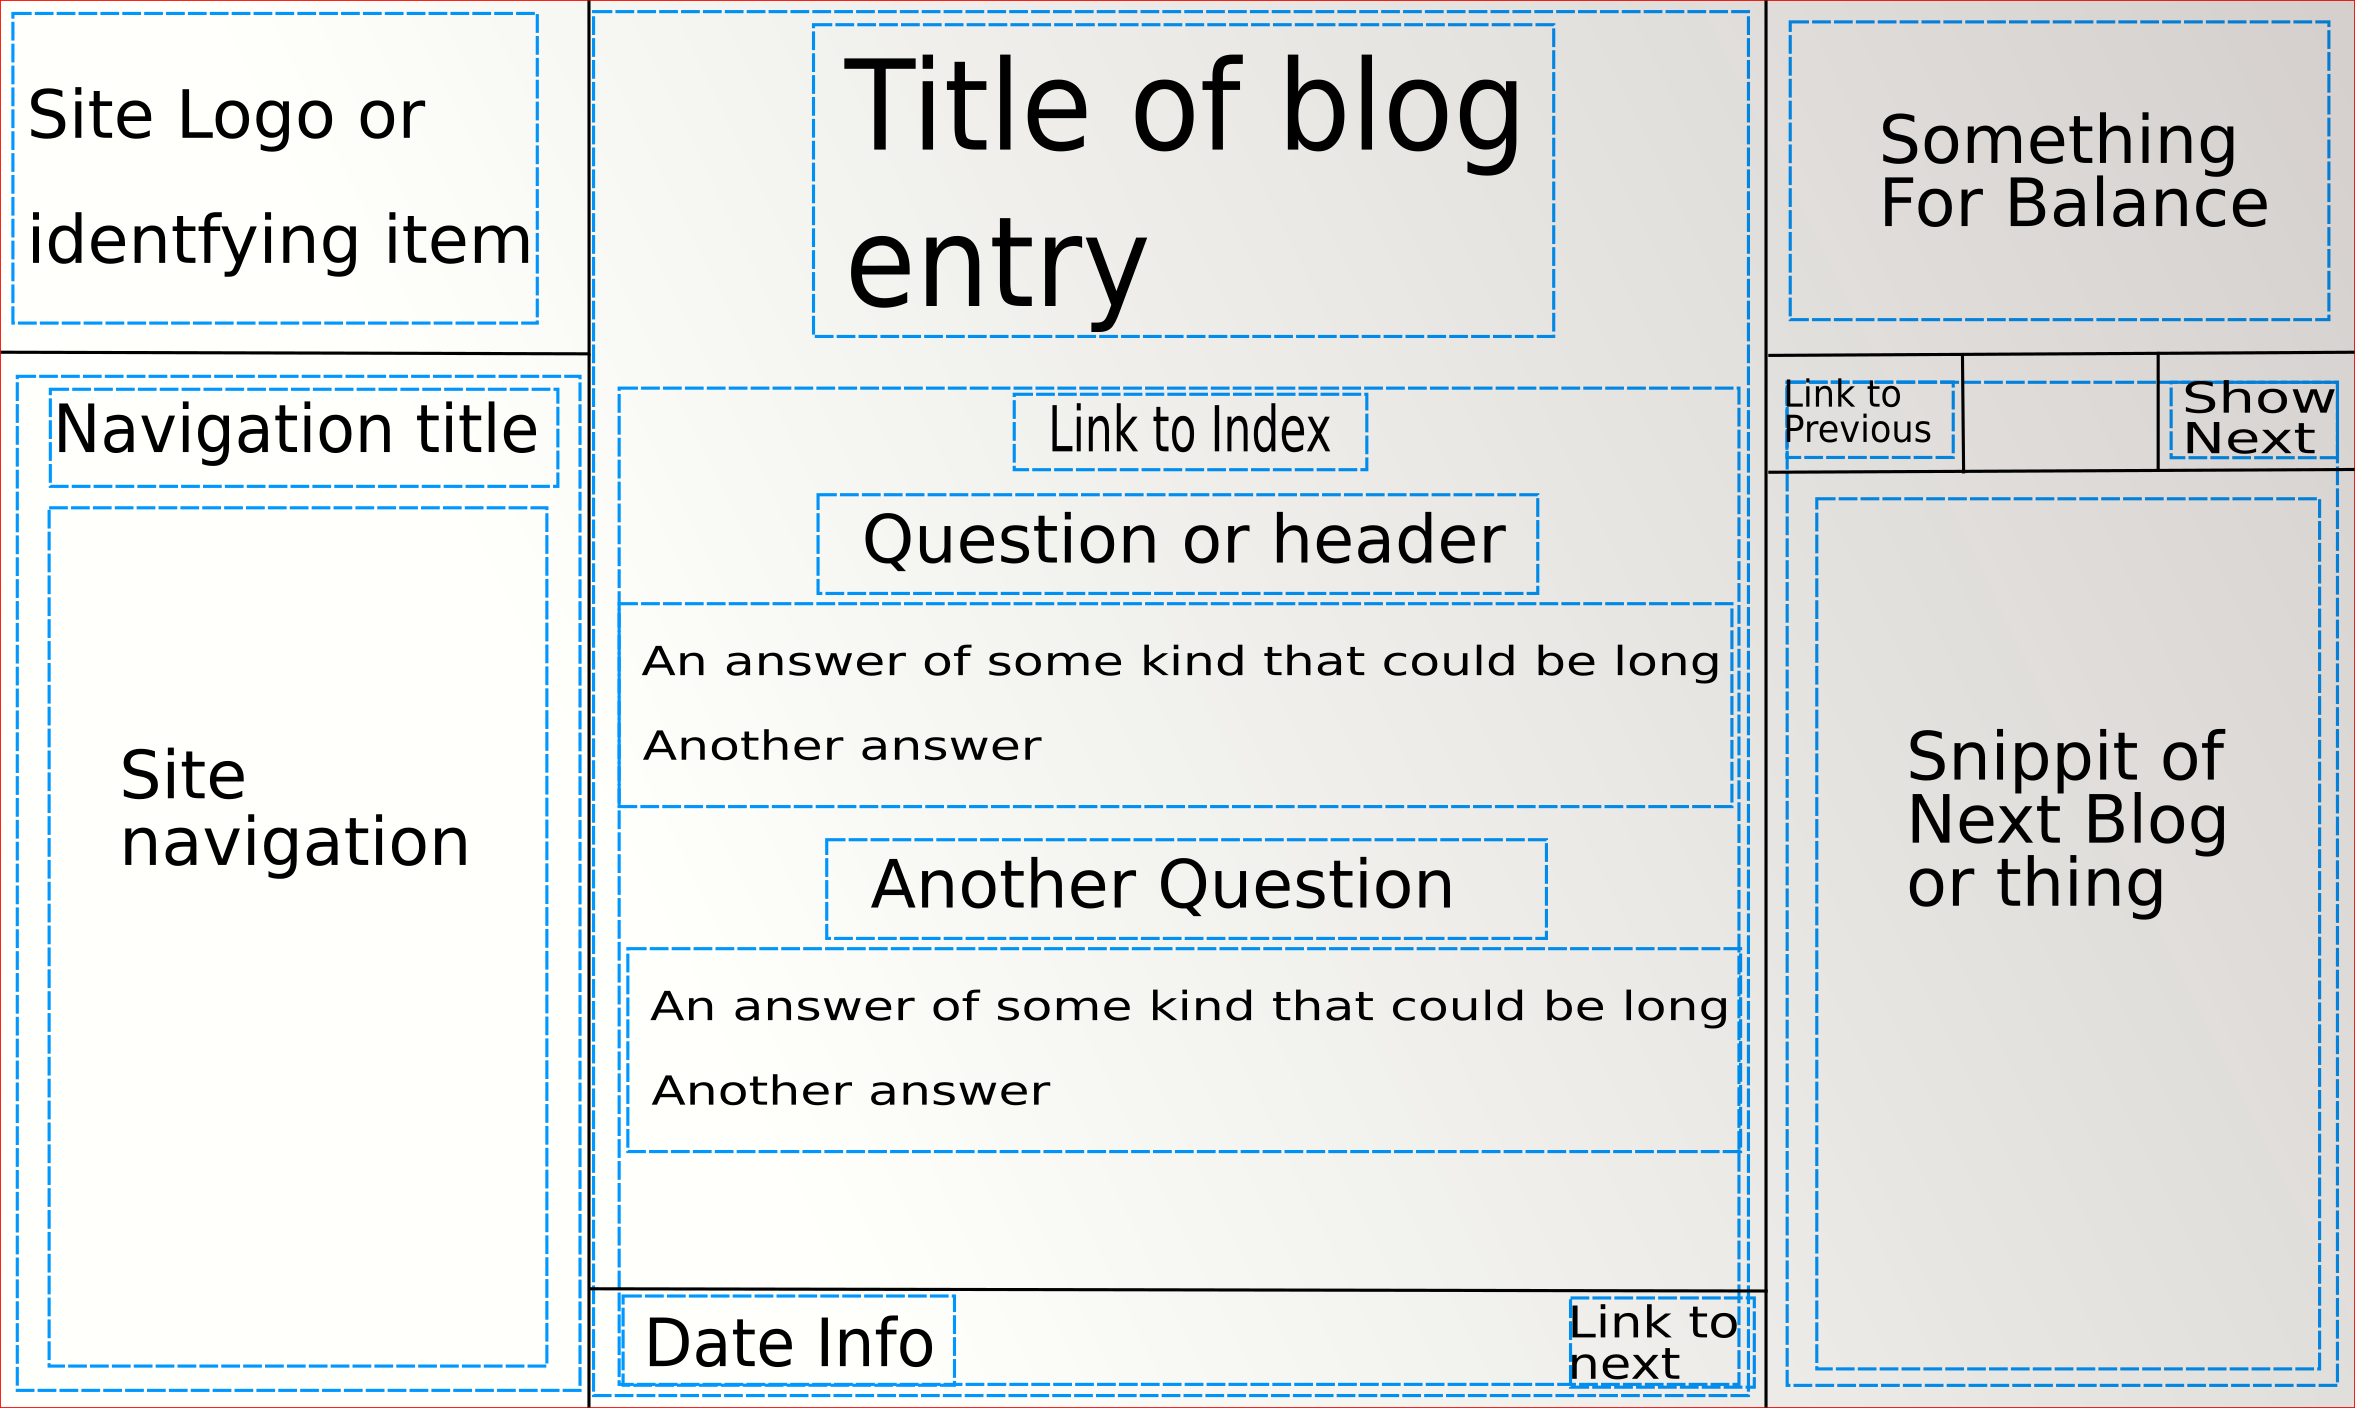 Site Logo or
identfying item
Navigation title
Site
navigation
Title of blog
entry
Link to Index
Question or header
An answer of some kind that could be long
Another answer
Another Question
An answer of some kind that could be long
Another answer
Date Info
Link to
next
Something
For Balance
Link to
Previous
Show
Next
Snippit of
Next Blog
or thing